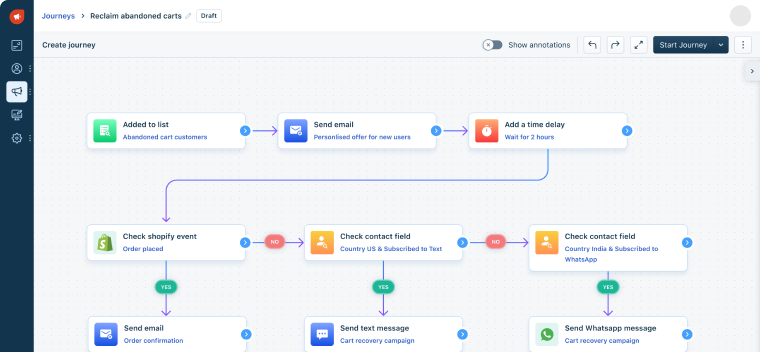 Journeys > Reclaim abandoned carts Draft
Create journey
Show annotations
Start Journey
Added to list
Abandoned cart customers
Send email
Personlised offer for new users
Add a time delay
Wait for 2 hours
Check shopify event
Order placed
NO
Check contact field
Country US & Subscribed to Text
NO
Check contact field
Country India & Subscribed to
WhatsApp
YES
YES
YES
Send email
Order confirmation
Send text message
Cart recovery campaign
Send Whatsapp message
Cart recovery campaign